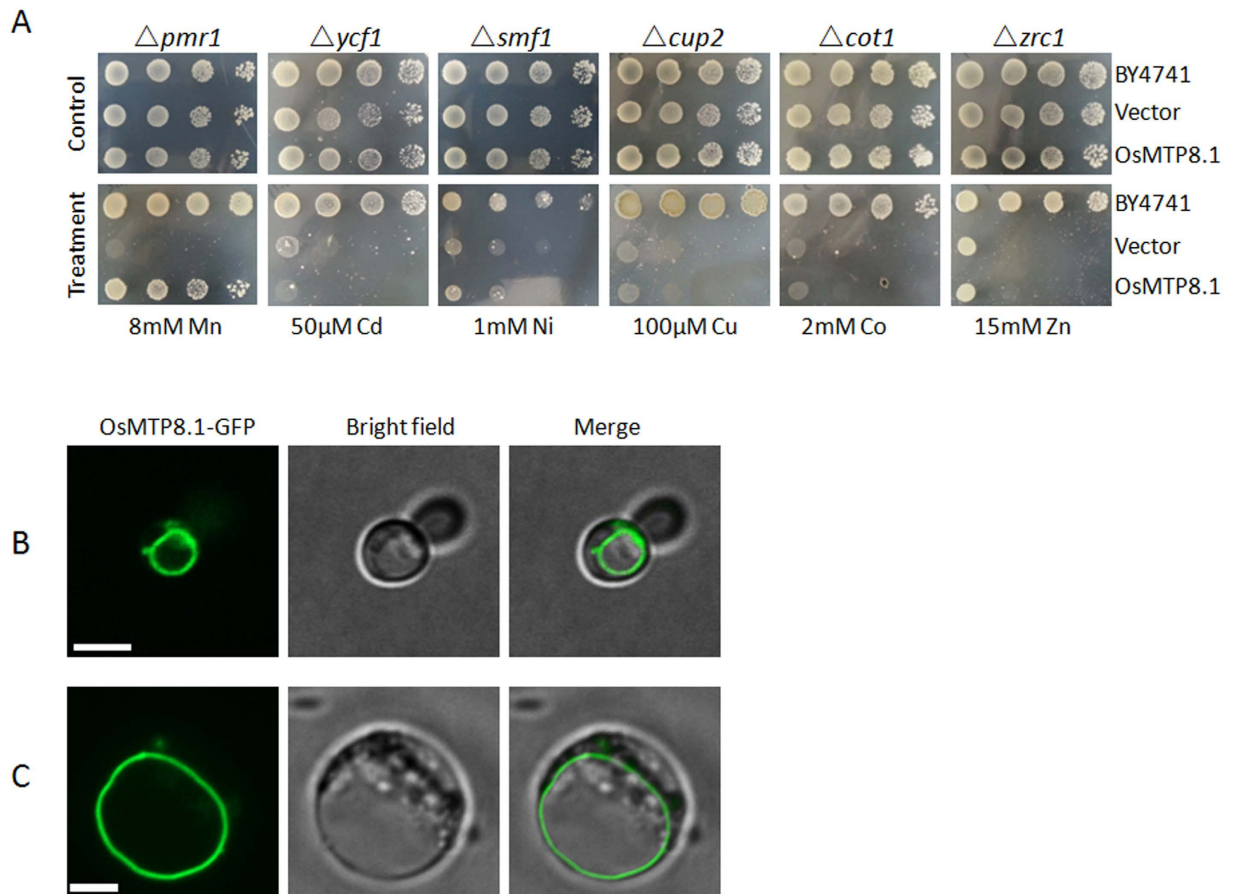 A
△pmr1 △ycf1 △smf1 △cup2 △cot1 △zrc1
Control
BY4741
Vector
OsMTP8.1
Treatment
BY4741
Vector
OsMTP8.1
8mM Mn 50μM Cd 1mM Ni 100μM Cu 2mM Co 15mM Zn
OsMTP8.1-GFP Bright field Merge
B
C